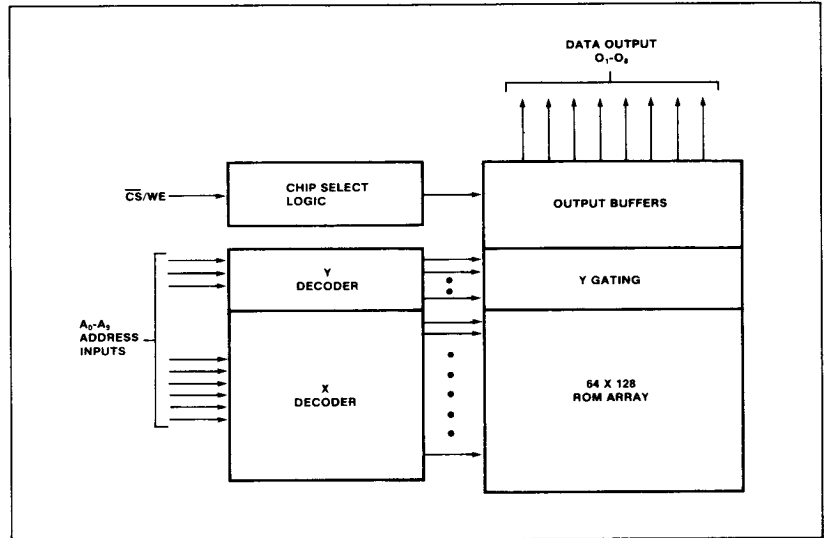 DATA OUTPUT
O₁-O₈
C̅S̅/WE
CHIP SELECT
LOGIC
OUTPUT BUFFERS
Y
DECODER
Y GATING
A₀-A₉
ADDRESS
INPUTS
X
DECODER
64 X 128
ROM ARRAY